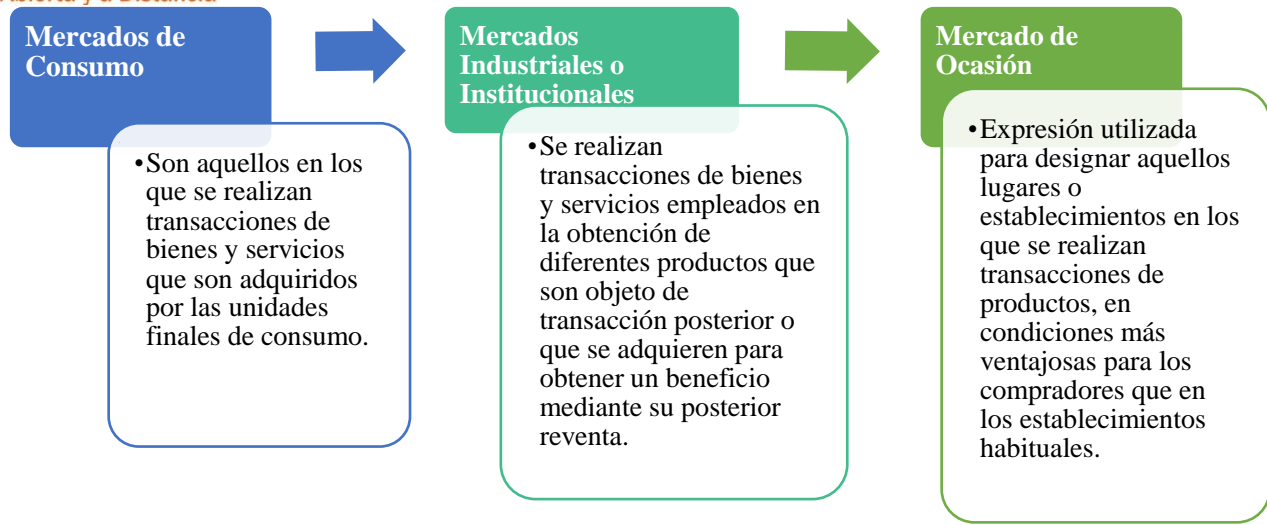 Abierta y a Distancia
Mercados de
Consumo
•Son aquellos en los
que se realizan
transacciones de
bienes y servicios
que son adquiridos
por las unidades
finales de consumo.
Mercados
Industriales o
Institucionales
•Se realizan
transacciones de bienes
y servicios empleados en
la obtención de
diferentes productos que
son objeto de
transacción posterior o
que se adquieren para
obtener un beneficio
mediante su posterior
reventa.
Mercado de
Ocasión
•Expresión utilizada
para designar aquellos
lugares o
establecimientos en los
que se realizan
transacciones de
productos, en
condiciones más
ventajosas para los
compradores que en
los establecimientos
habituales.